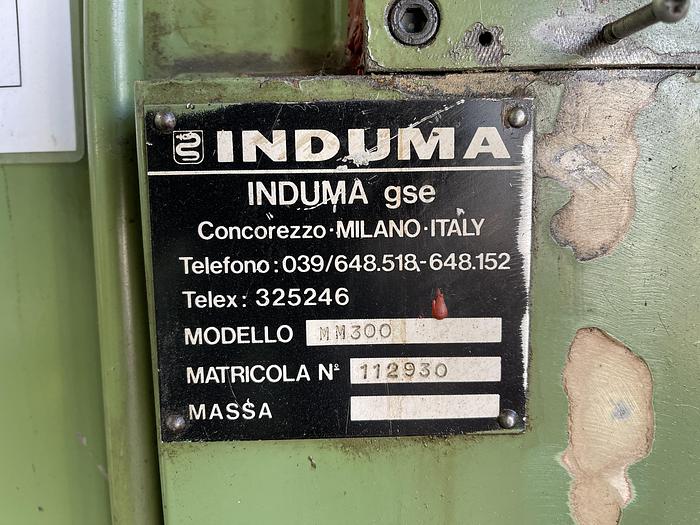 INDUMA
INDUMA gse
Concorezzo·MILANO·ITALY
Telefono: 039/648.518-648.152
Telex: 325246
MODELLO MM300
MATRICOLA Nº 112930
MASSA